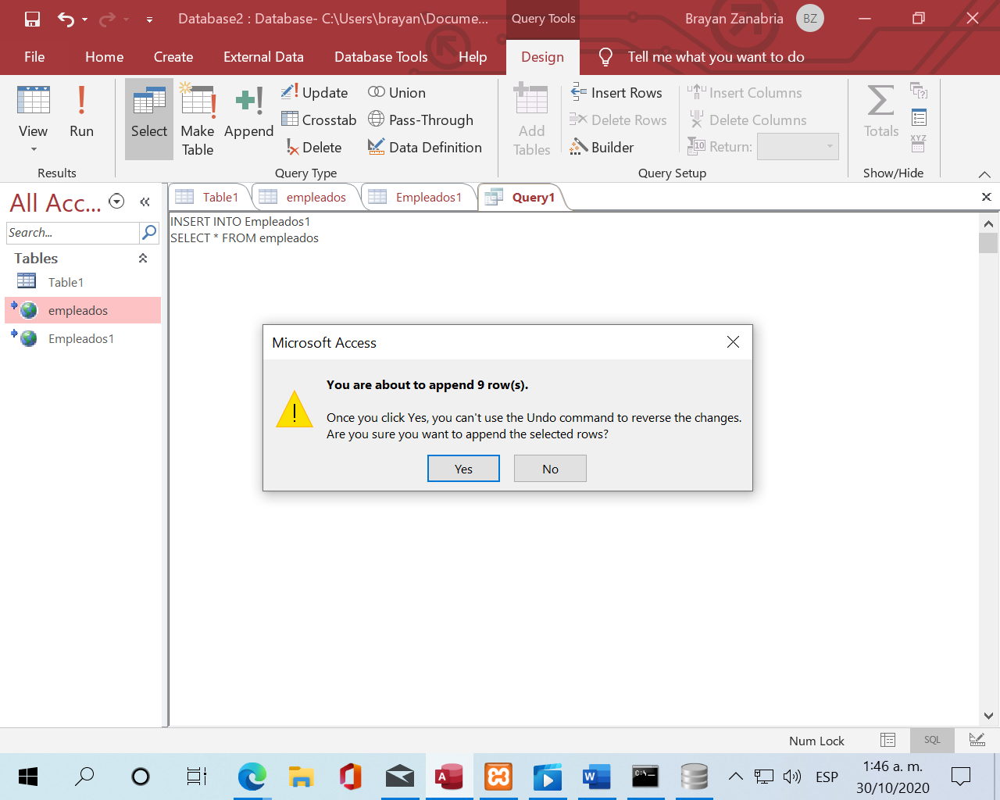 Database2 : Database- C:\Users\brayan\Docume...
Query Tools
Brayan Zanabria
BZ
File
Home
Create
External Data
Database Tools
Help
Design
Tell me what you want to do
View
Run
Results
Select
Make Table
Append
Update
Crosstab
Delete
Union
Pass-Through
Data Definition
Query Type
Add Tables
Insert Rows
Delete Rows
Builder
Insert Columns
Delete Columns
10 Return:
Query Setup
Totals
XYZ
Show/Hide
All Acc...
Search...
Tables
Table1
empleados
Empleados1
Table1
empleados
Empleados1
Query1
INSERT INTO Empleados1
SELECT * FROM empleados
Microsoft Access
You are about to append 9 row(s).
Once you click Yes, you can't use the Undo command to reverse the changes.
Are you sure you want to append the selected rows?
Yes
No
Num Lock
SQL
ESP
1:46 a. m.
30/10/2020